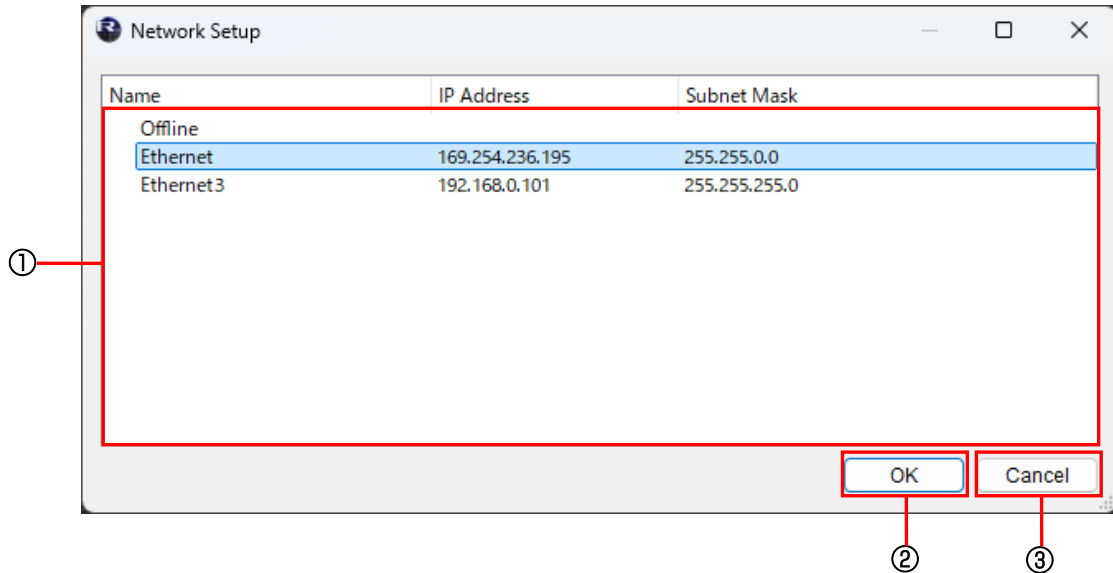 Network Setup
Name IP Address Subnet Mask
Offline
Ethernet 169.254.236.195 255.255.0.0
Ethernet3 192.168.0.101 255.255.255.0
①
OK Cancel
② ③